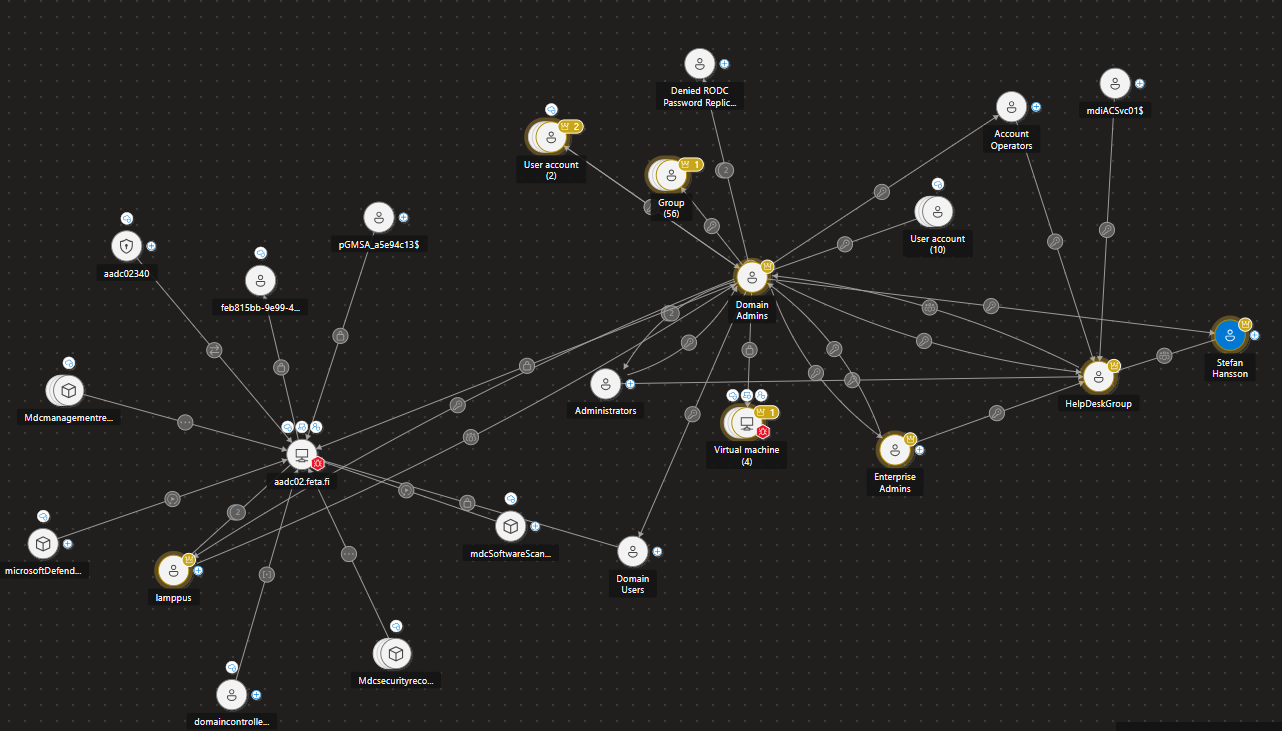 Denied RODC
Password Replic...
mdiACSvc01$
Account
Operators
2
User account
(2)
1
Group
(56)
2
User account
(10)
pGMSA_a5e94c13$
aadc02340
feb815bb-9e99-4...
Domain
Admins
2
Stefan
Hansson
Mdcmanagementre...
Administrators
HelpDeskGroup
1
Virtual machine
(4)
Enterprise
Admins
aadc02.feta.fi
2
mdcSoftwareScan...
microsoftDefend...
lamppus
Domain
Users
Mdcsecurityreco...
domaincontrolle...